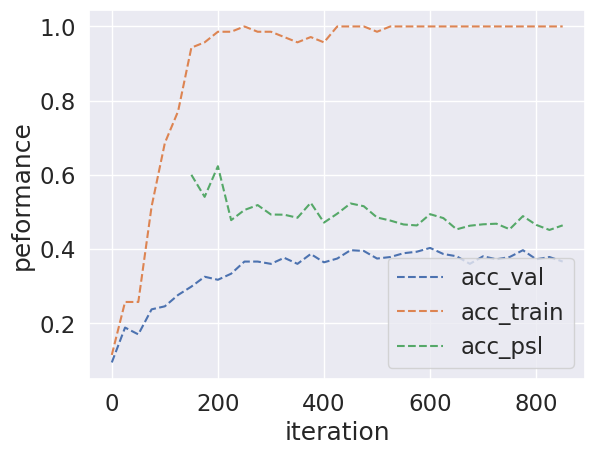 1.0
0.8
0.6
0.4
0.2
peformance
acc_val
acc_train
acc_psl
0 200 400 600 800
iteration